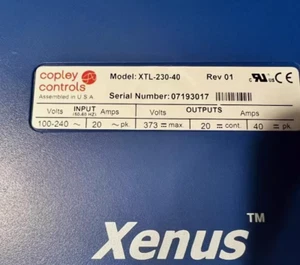 copley
controls
Assembled in U.S.A.
Model: XTL-230-40 Rev 01
Serial Number: 07193017
INPUT OUTPUTS
Volts (50-60 HZ) Amps Volts Amps
100-240 ~ 20 ~ pk. 373 = max. 20 = cont. 40 = pk.
Xenus™